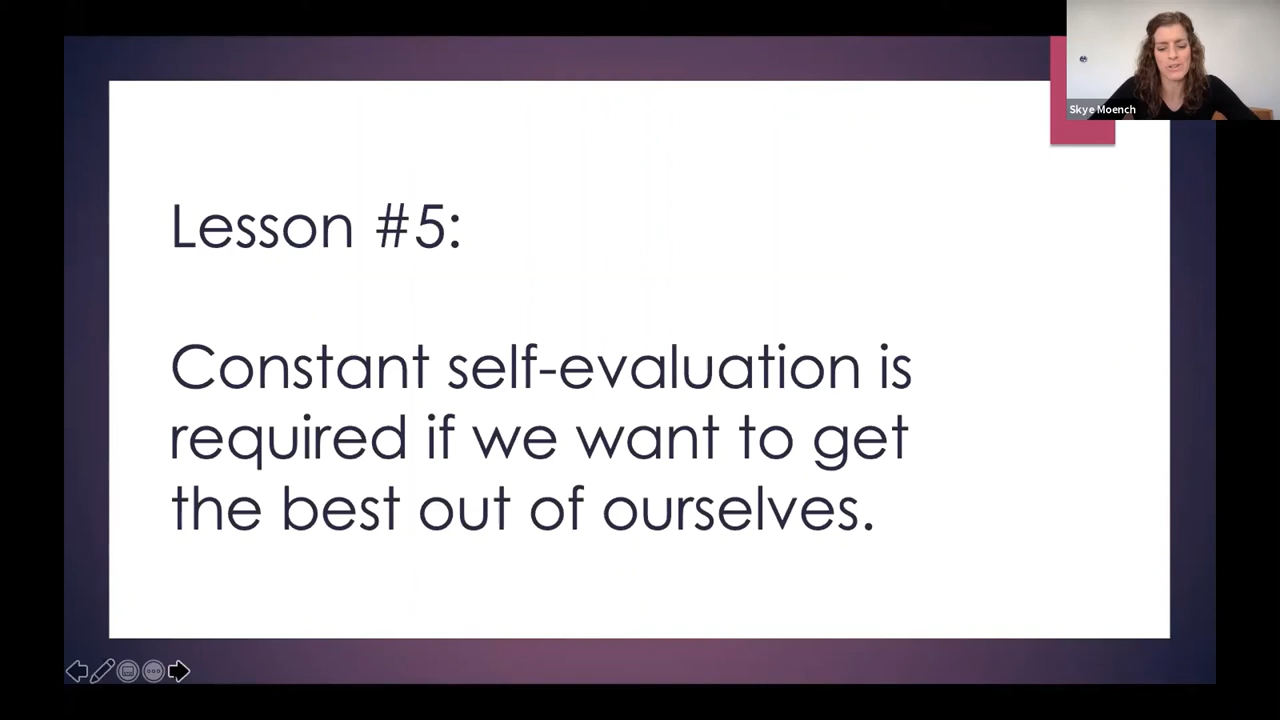 Skye Moench
Lesson #5:
Constant self-evaluation is
required if we want to get
the best out of ourselves.